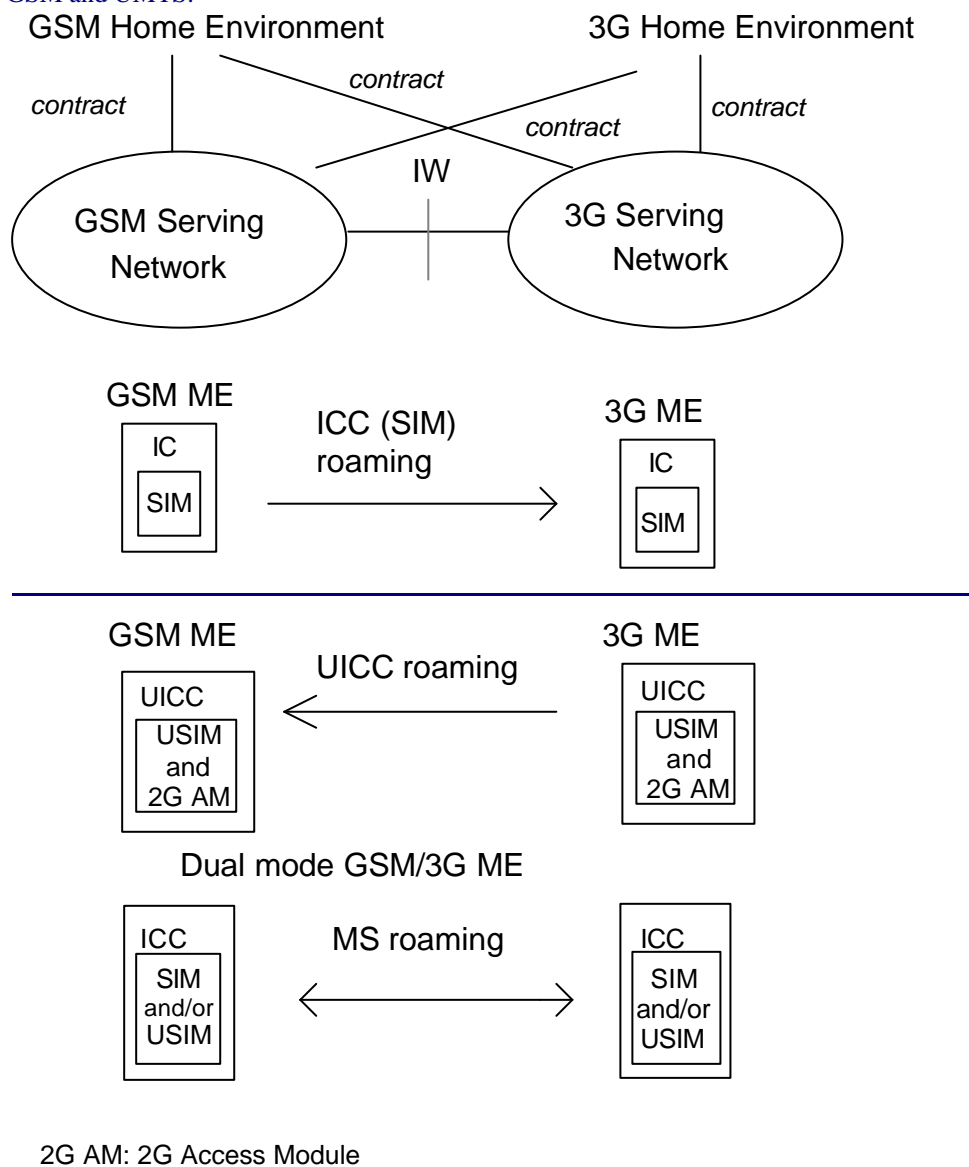 GSM and UMTS.
GSM Home Environment
3G Home Environment
contract
contract
contract
contract
IW
GSM Serving
Network
3G Serving
Network
GSM ME
IC
SIM
ICC (SIM)
roaming
3G ME
IC
SIM
GSM ME
UICC
USIM
and
2G AM
UICC roaming
3G ME
UICC
USIM
and
2G AM
Dual mode GSM/3G ME
ICC
SIM
and/or
USIM
MS roaming
ICC
SIM
and/or
USIM
2G AM: 2G Access Module